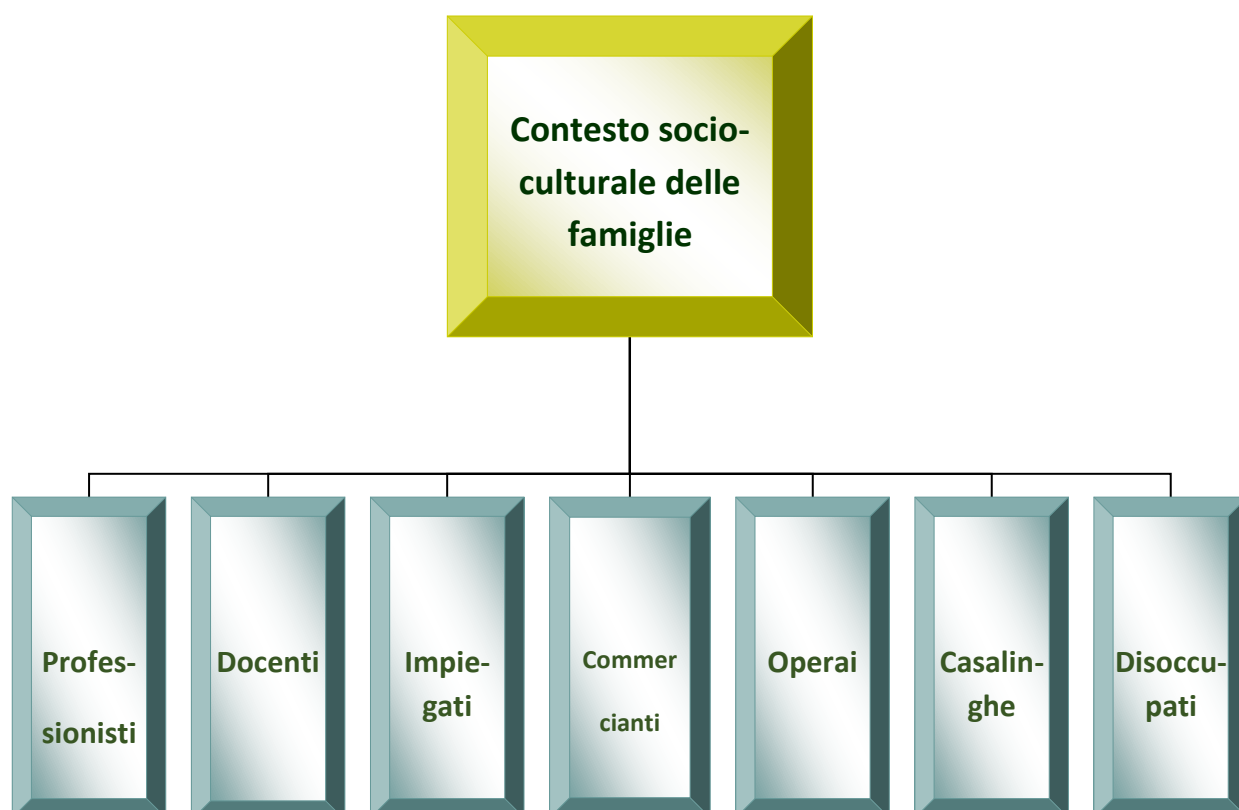 Contesto socio-
culturale delle
famiglie
Profes-
sionisti
Docenti
Impie-
gati
Commer
cianti
Operai
Casalin-
ghe
Disoccu-
pati